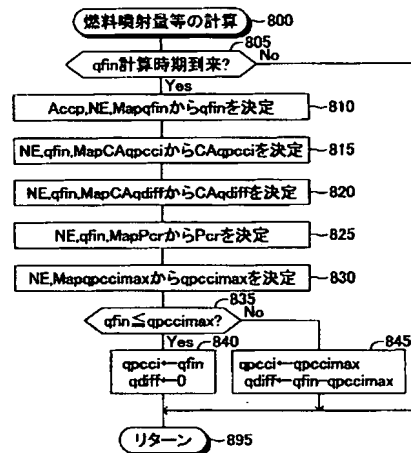 燃料噴射量等の計算 800
805
qfin計算時期到来? No
Yes
Accp,NE,Mapqfinからqfinを決定 810
NE,qfin,MapCAqpcciからCAqpcciを決定 815
NE,qfin,MapCAqdiffからCAqdiffを決定 820
NE,qfin,MapPcrからPcrを決定 825
NE,Mapqpccimaxからqpccimaxを決定 830
835
qfin≦qpccimax? No
Yes 840
qpcci←qfin
qdiff←0
845
qpcci←qpccimax
qdiff←qfin-qpccimax
リターン 895